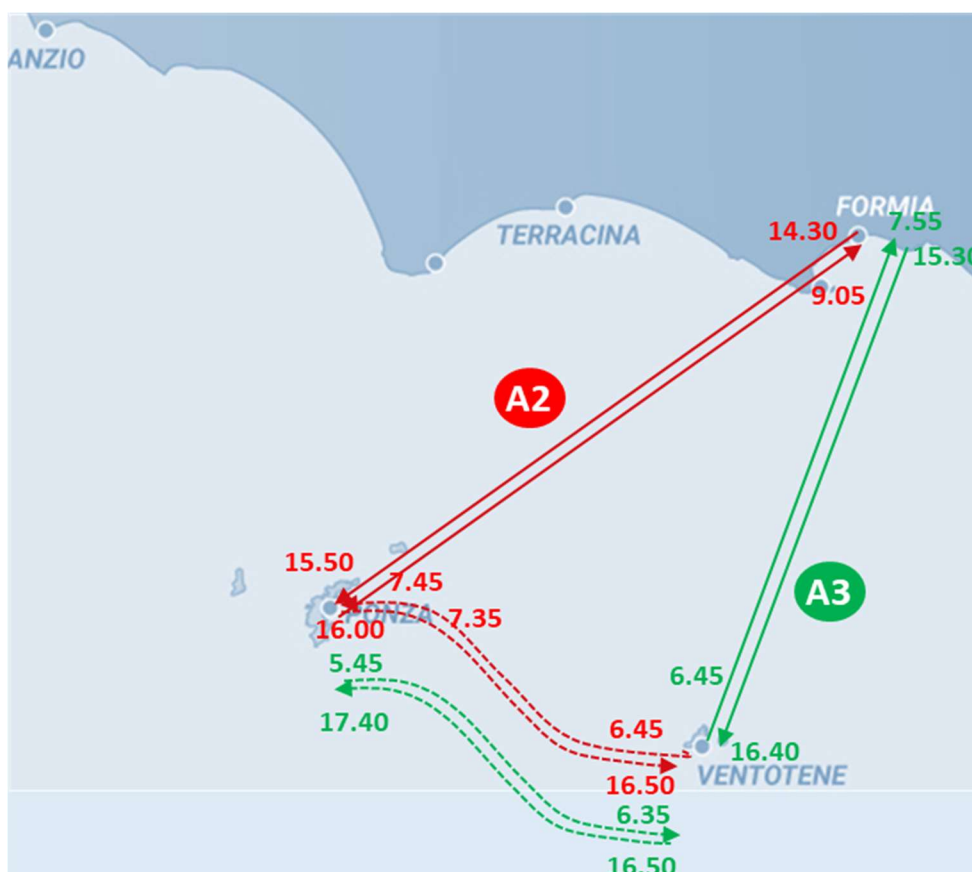 ANZIO
FORMIA
7.55
TERRACINA
14.30
15.30
9.05
A2
15.50
7.45
A3
PONZA
7.35
16.00
5.45
6.45
17.40
6.45
16.40
VENTOTENE
16.50
6.35
16.50